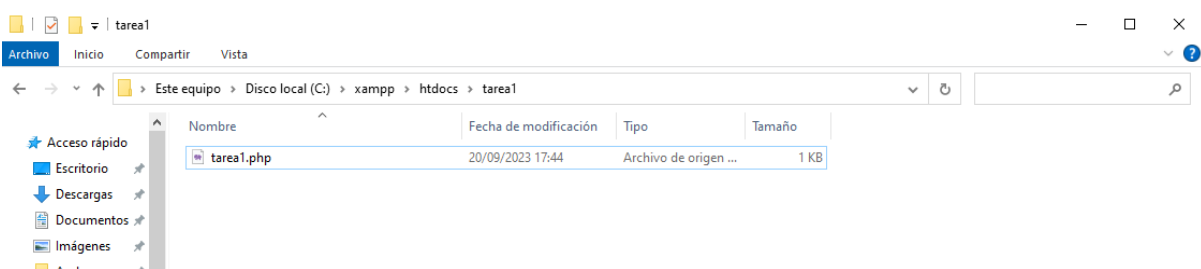 tarea1
Archivo Inicio Compartir Vista
Este equipo > Disco local (C:) > xampp > htdocs > tarea1
Nombre Fecha de modificación Tipo Tamaño
Acceso rápido
tarea1.php 20/09/2023 17:44 Archivo de origen ... 1 KB
Escritorio
Descargas
Documentos
Imágenes